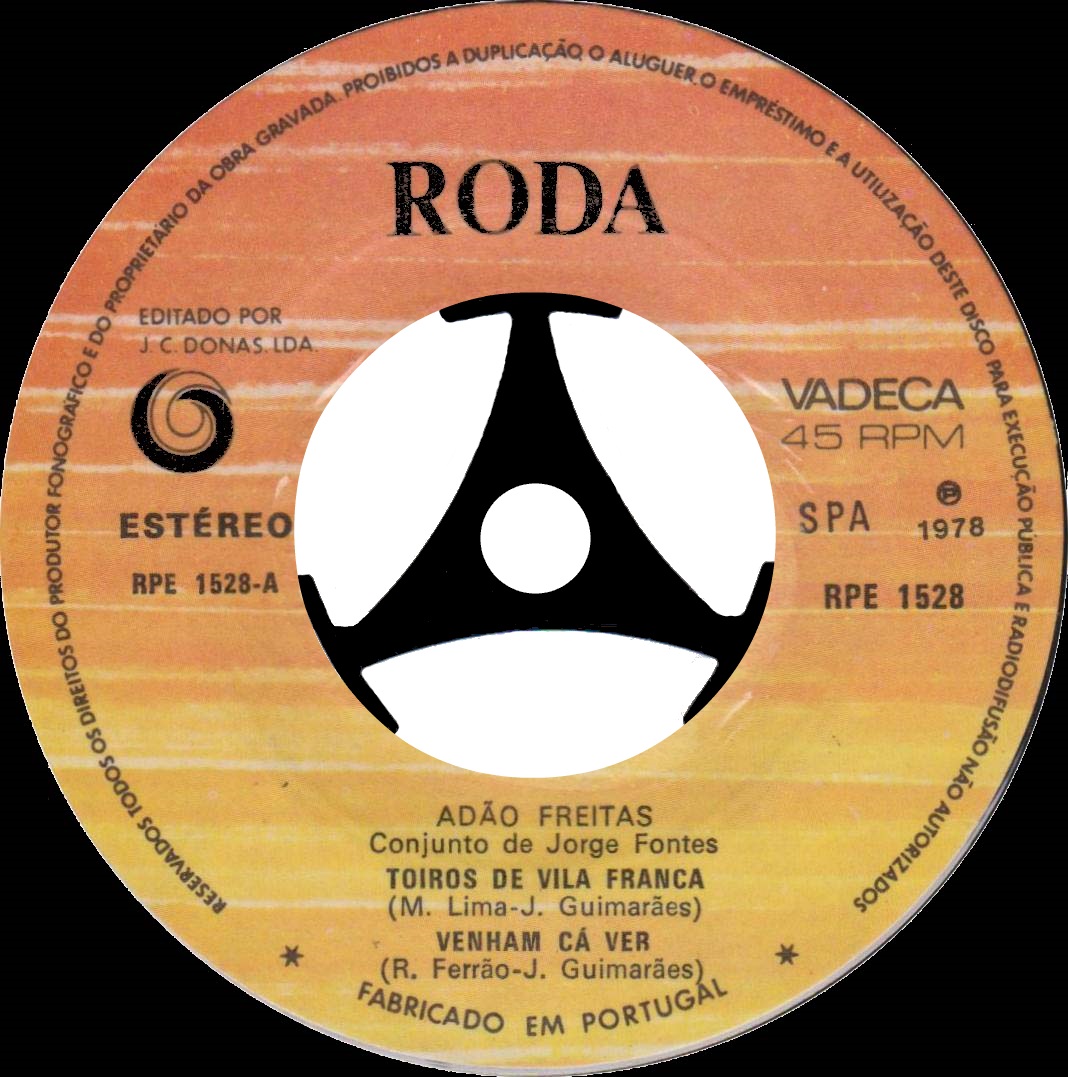 RESERVADOS TODOS OS DIREITOS DO PRODUTOR FONOGRAFICO E DO PROPRIETARIO DA OBRA GRAVADA. PROIBIDOS A DUPLICAÇÃO, O ALUGUER, O EMPRÉSTIMO E A UTILIZAÇÃO DESTE DISCO PARA EXECUÇÃO PÚBLICA E RADIODIFUSÃO NÃO AUTORIZADOS
RODA
EDITADO POR
J. C. DONAS. LDA.
VADECA
45 RPM
ESTÉREO
SPA
℗
1978
RPE 1528-A
RPE 1528
ADÃO FREITAS
Conjunto de Jorge Fontes
TOIROS DE VILA FRANCA
(M. Lima-J. Guimarães)
VENHAM CÁ VER
(R. Ferrão-J. Guimarães)
* *
FABRICADO EM PORTUGAL